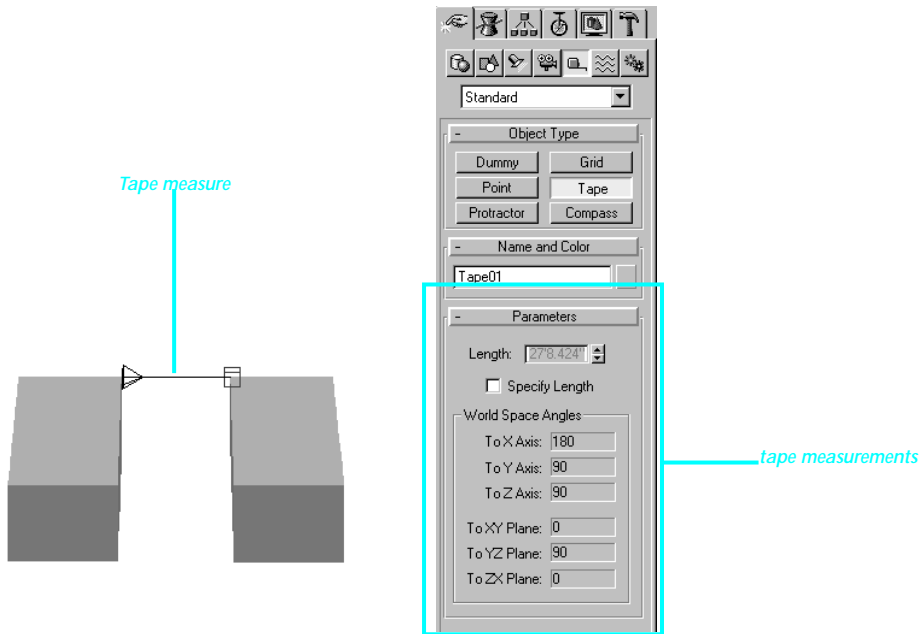 Tape measure
Standard
- Object Type
Dummy Grid
Point Tape
Protractor Compass
- Name and Color
Tape01
- Parameters
Length: 27'8.424"
Specify Length
World Space Angles
To X Axis: 180
To Y Axis: 90
To Z Axis: 90
To XY Plane: 0
To YZ Plane: 90
To ZX Plane: 0
tape measurements